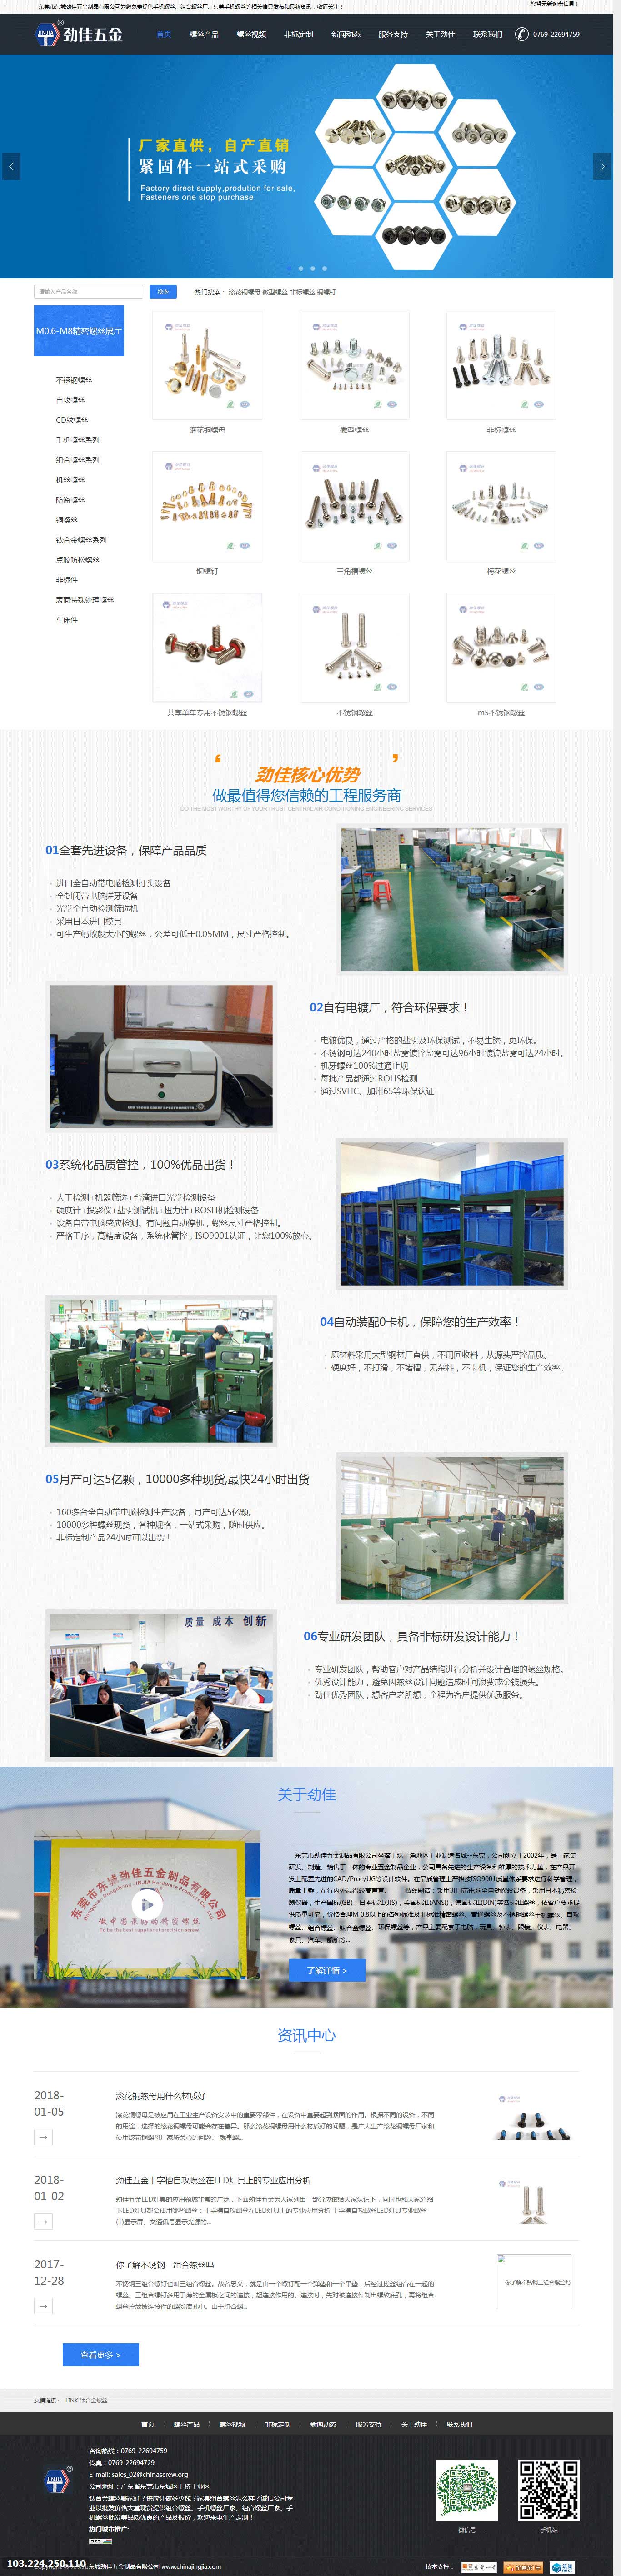 东莞市东城劲佳五金制品有限公司为您免费提供手机螺丝、组合螺丝厂、东莞手机螺丝等相关信息发布和最新资讯，敬请关注！
您暂无新询盘信息！
劲佳五金
首页 螺丝产品 螺丝视频 非标定制 新闻动态 服务支持 关于劲佳 联系我们 0769-22694759
厂家直供，自产直销
紧固件一站式采购
Factory direct supply,prodution for sale,
Fasteners one stop purchase
请输入产品名称 搜索 热门搜索： 滚花铜螺母 微型螺丝 非标螺丝 铜螺钉
M0.6-M8精密螺丝展厅
不锈钢螺丝
自攻螺丝
CD纹螺丝
手机螺丝系列
组合螺丝系列
机丝螺丝
防盗螺丝
铜螺丝
钛合金螺丝系列
点胶防松螺丝
非标件
表面特殊处理螺丝
车床件
滚花铜螺母 微型螺丝 非标螺丝
铜螺钉 三角槽螺丝 梅花螺丝
共享单车专用不锈钢螺丝 不锈钢螺丝 m5不锈钢螺丝
劲佳核心优势
做最值得您信赖的工程服务商
DO THE MOST WORTHY OF YOUR TRUST CENTRAL AIR CONDITIONING ENGINEERING SERVICES
01全套先进设备，保障产品品质
进口全自动带电脑检测打头设备
全封闭带电脑搓牙设备
光学全自动检测筛选机
采用日本进口模具
可生产蚂蚁般大小的螺丝，公差可低于0.05MM，尺寸严格控制。
02自有电镀厂，符合环保要求！
电镀优良，通过严格的盐雾及环保测试，不易生锈，更环保。
不锈钢可达240小时盐雾镀锌盐雾可达96小时镀镍盐雾可达24小时。
机牙螺丝100%过通止规
每批产品都通过ROHS检测
通过SVHC、加州65等环保认证
03系统化品质管控，100%优品出货！
人工检测+机器筛选+台湾进口光学检测设备
硬度计+投影仪+盐雾测试机+扭力计+ROSH机检测设备
设备自带电脑感应检测、有问题自动停机，螺丝尺寸严格控制。
严格工序，高精度设备，系统化管控，ISO9001认证，让您100%放心。
04自动装配0卡机，保障您的生产效率！
原材料采用大型钢材厂直供，不用回收料，从源头严控品质。
硬度好，不打滑，不堵槽，无杂料，不卡机，保证您的生产效率。
05月产可达5亿颗，10000多种现货,最快24小时出货
160多台全自动带电脑检测生产设备，月产可达5亿颗。
10000多种螺丝现货，各种规格，一站式采购，随时供应。
非标定制产品24小时可以出货！
质量 成本 创新
06专业研发团队，具备非标研发设计能力！
专业研发团队，帮助客户对产品结构进行分析并设计合理的螺丝规格。
优秀设计能力，避免因螺丝设计问题造成时间浪费或金钱损失。
劲佳优秀团队，想客户之所想，全程为客户提供优质服务。
关于劲佳
东莞市东城劲佳五金制品有限公司
做中国最好的精密螺丝
To be the best supplier of precision screws
东莞市劲佳五金制品有限公司坐落于珠三角地区工业制造名城--东莞，公司创立于2002年，是一家集
研发、制造、销售于一体的专业五金制品企业，公司具备先进的生产设备和雄厚的技术力量，在产品开
发上配置先进的CAD/Proe/UG等设计软件。在品质管理上严格按ISO9001质量体系要求进行科学管理，
质量上乘，在行内外赢得较高声誉。 螺丝制造：采用进口带电脑全自动螺丝设备，采用日本精密检
测仪器，生产国标(GB)，日本标准(JIS)，美国标准(ANSI)，德国标准(DIN)等非标准螺丝，依客户要求提
供质量可靠，价格合理M 0.8以上的各种标准及非标准精密螺丝、普通螺丝及不锈钢螺丝手机螺丝、自攻
螺丝、组合螺丝、钛合金螺丝、环保螺丝等，产品主要配套于电脑，玩具、钟表、眼镜、仪表、电器、
家具、汽车、船舶等...
了解详情 >
资讯中心
2018-
01-05
滚花铜螺母用什么材质好
滚花铜螺母是被应用在工业生产设备安装中的重要零部件，在设备中重要起到紧固的作用。根据不同的设备，不同
的用途，选择的滚花铜螺母可能会存在差异。那么滚花铜螺母用什么材质好的问题，是广大生产滚花铜螺母厂家和
使用滚花铜螺母厂家所关心的问题。 就拿螺...
2018-
01-02
劲佳五金十字槽自攻螺丝在LED灯具上的专业应用分析
劲佳五金LED灯具的应用领域非常的广泛，下面劲佳五金为大家列出一部分应该给大家认识下，同时也和大家介绍
下LED灯具都会使用哪些螺丝：十字槽自攻螺丝在LED灯具上的专业应用分析 十字槽自攻螺丝LED灯具专业螺丝
(1)显示屏、交通讯号显示光源的...
2017-
12-28
你了解不锈钢三组合螺丝吗
不锈钢三组合螺钉也叫三组合螺丝。故名思义，就是由一个螺钉配一个弹垫和一个平垫，后经过搓丝组合在一起的
螺丝。三组合螺钉多用于薄的金属板之间的连接，起连接作用的。连接时，先对被连接件制出螺纹底孔，再将组合
螺丝拧放被连接件的螺纹底孔中。由于组合螺...
你了解不锈钢三组合螺丝吗
查看更多 >
友情链接： LINK 钛合金螺丝
首页 螺丝产品 螺丝视频 非标定制 新闻动态 服务支持 关于劲佳 联系我们
咨询热线：0769-22694759
传真：0769-22694729
E-mail: sales_02@chinascrew.org
公司地址：广东省东莞市东城区上桥工业区
钛合金螺丝哪家好？供应订做多少钱？家具组合螺丝怎么样？诚信公司专
业以批发价格大量现货提供组合螺丝、手机螺丝厂家、组合螺丝厂家、手
机螺丝批发等品质优良的产品及报价，欢迎来电生产定制！
热门城市推广:
微信号 手机站
103.224.250.110
东城劲佳五金制品有限公司 www.chinajingjia.com 技术支持：